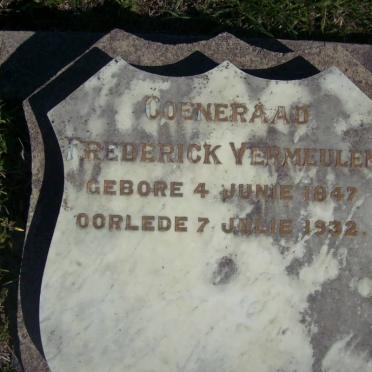 COENERAAD
FREDERICK VERMEULEN
GEBORE 4 JUNIE 1847
OORLEDE 7 JULIE 1932.